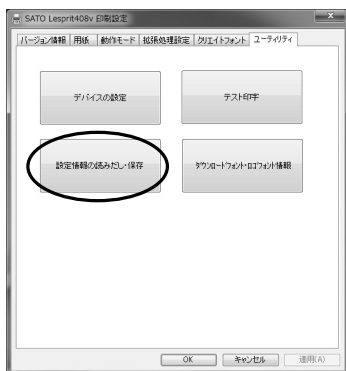 SATO Lesprit408v 印刷設定
バージョン情報 用紙 動作モード 拡張処理設定 クリエイトフォント ユーティリティ
デバイスの設定 テスト印字
設定情報の読みだし・保存 ダウンロードフォント・ロゴフォント情報
OK キャンセル 適用(A)